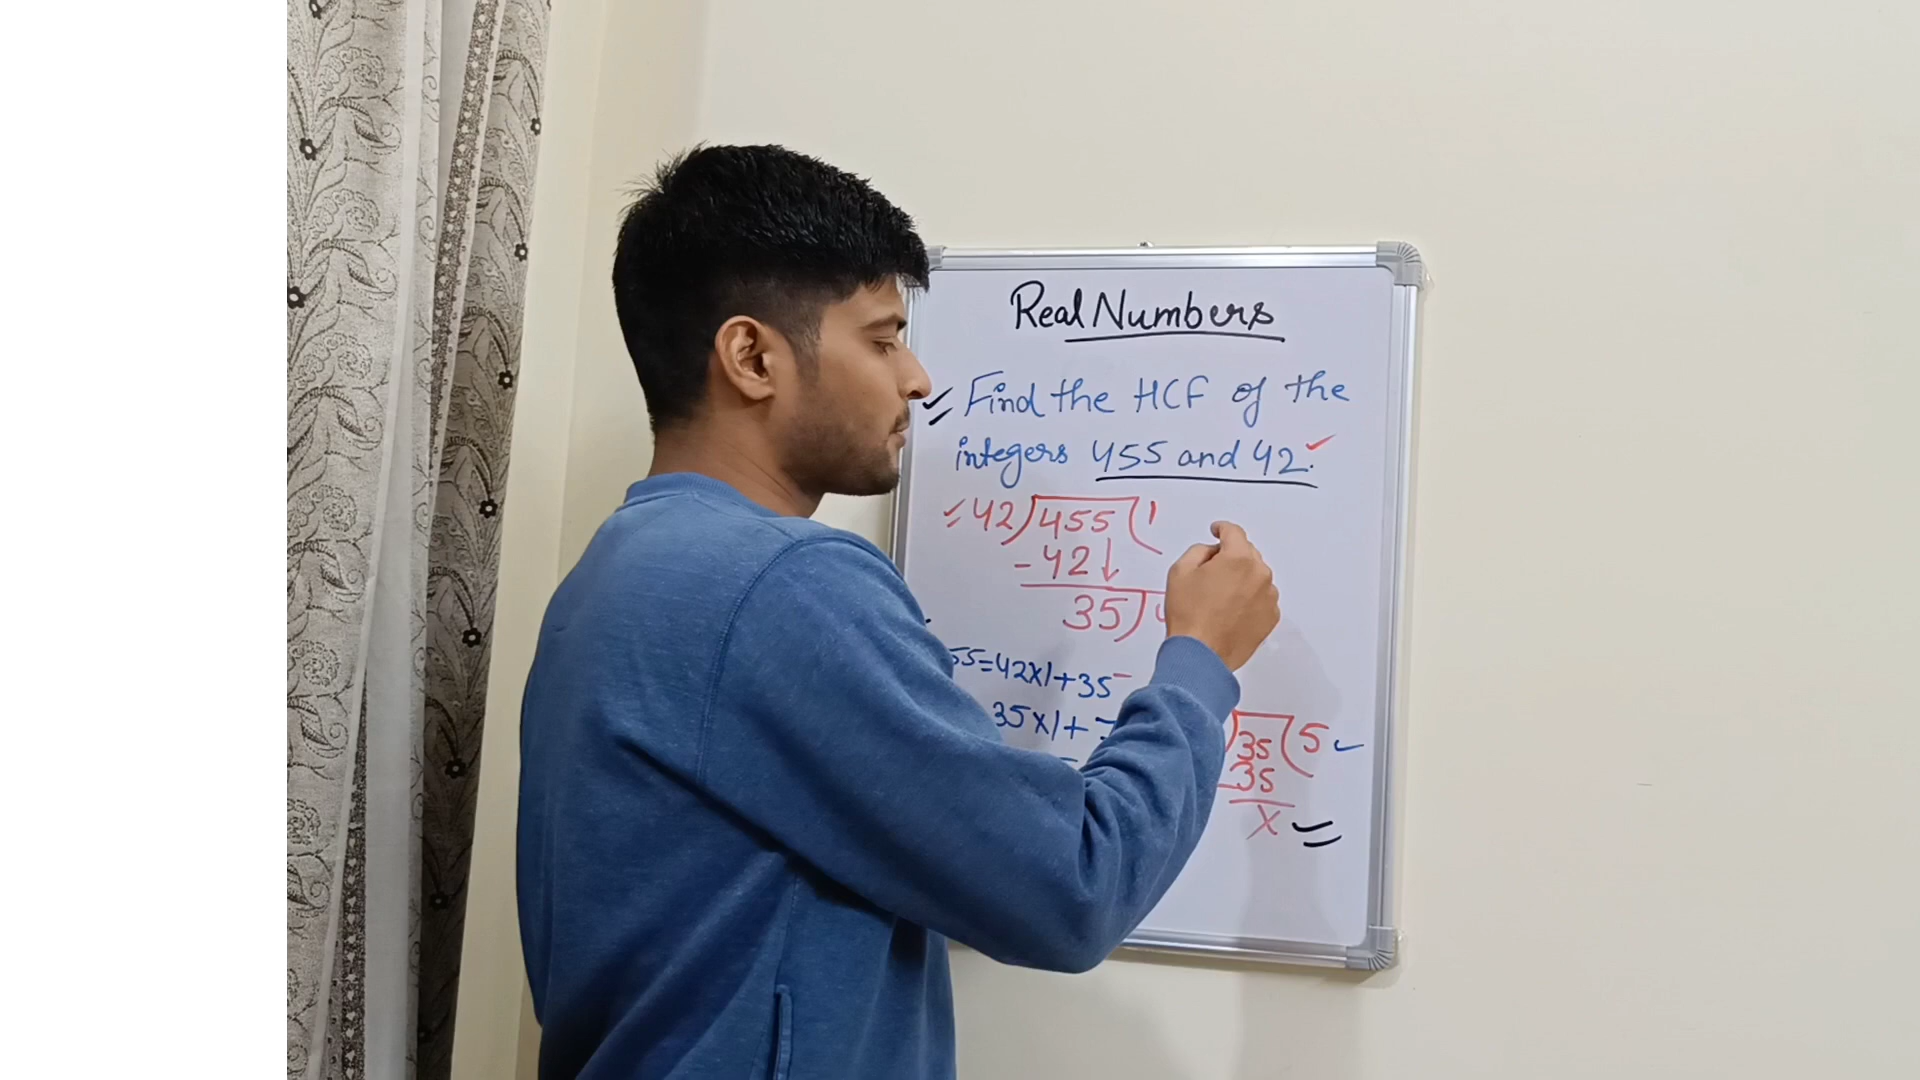 Real Numbers
Find the HCF of the
integers 455 and 42.
42)455(1
-42
35)
55=42x1+35
35x1+
35(5
35
x